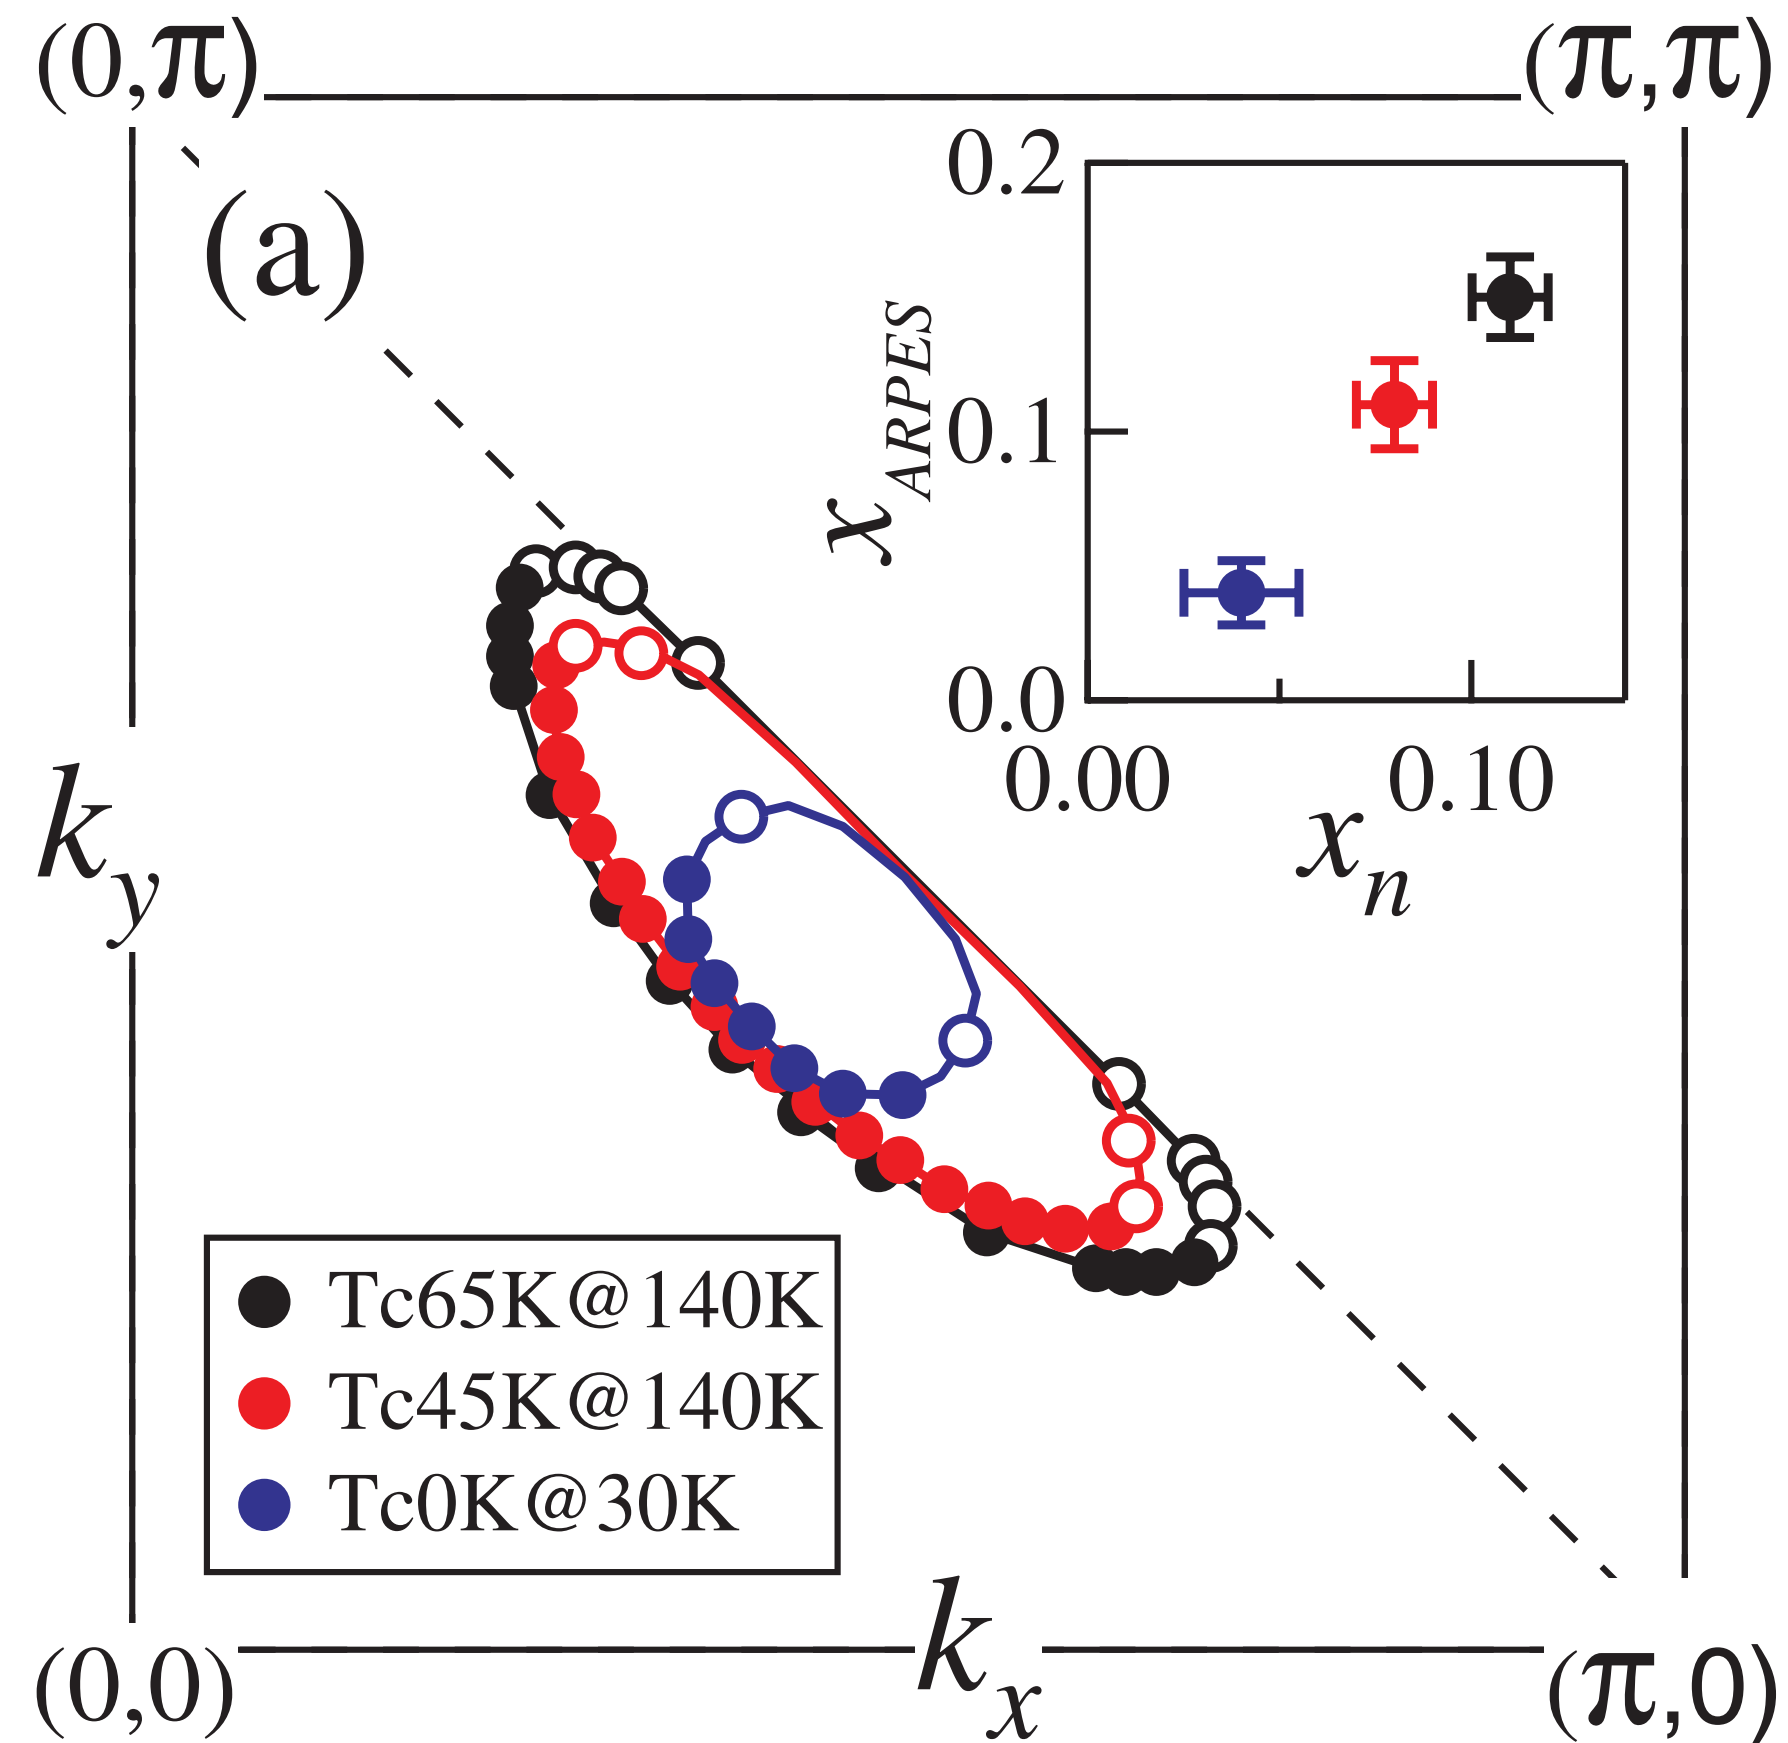 (0,π)
(π,π)
(a)
0.2
0.1
0.0
x_ARPES
0.00
0.10
x_n
k_y
Tc65K@140K
Tc45K@140K
Tc0K@30K
(0,0)
k_x
(π,0)